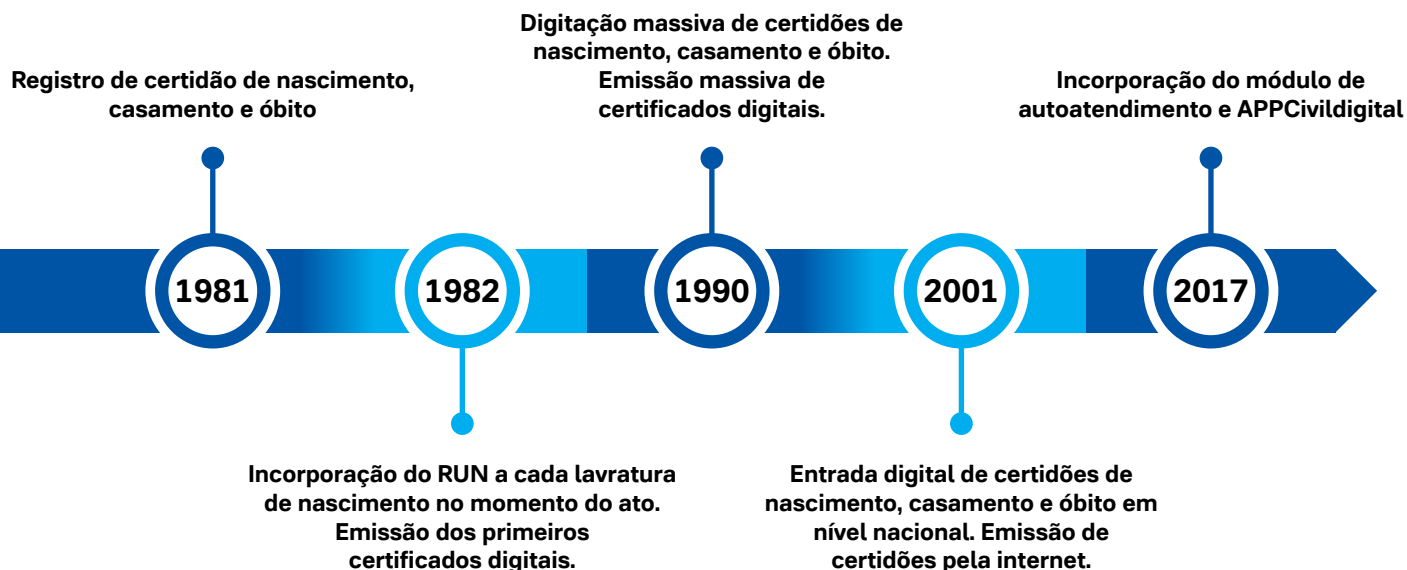 Registro de certidão de nascimento,
casamento e óbito
Digitação massiva de certidões de
nascimento, casamento e óbito.
Emissão massiva de
certificados digitais.
Incorporação do módulo de
autoatendimento e APPCivildigital
1981
1982
1990
2001
2017
Incorporação do RUN a cada lavratura
de nascimento no momento do ato.
Emissão dos primeiros
certificados digitais.
Entrada digital de certidões de
nascimento, casamento e óbito em
nível nacional. Emissão de
certidões pela internet.